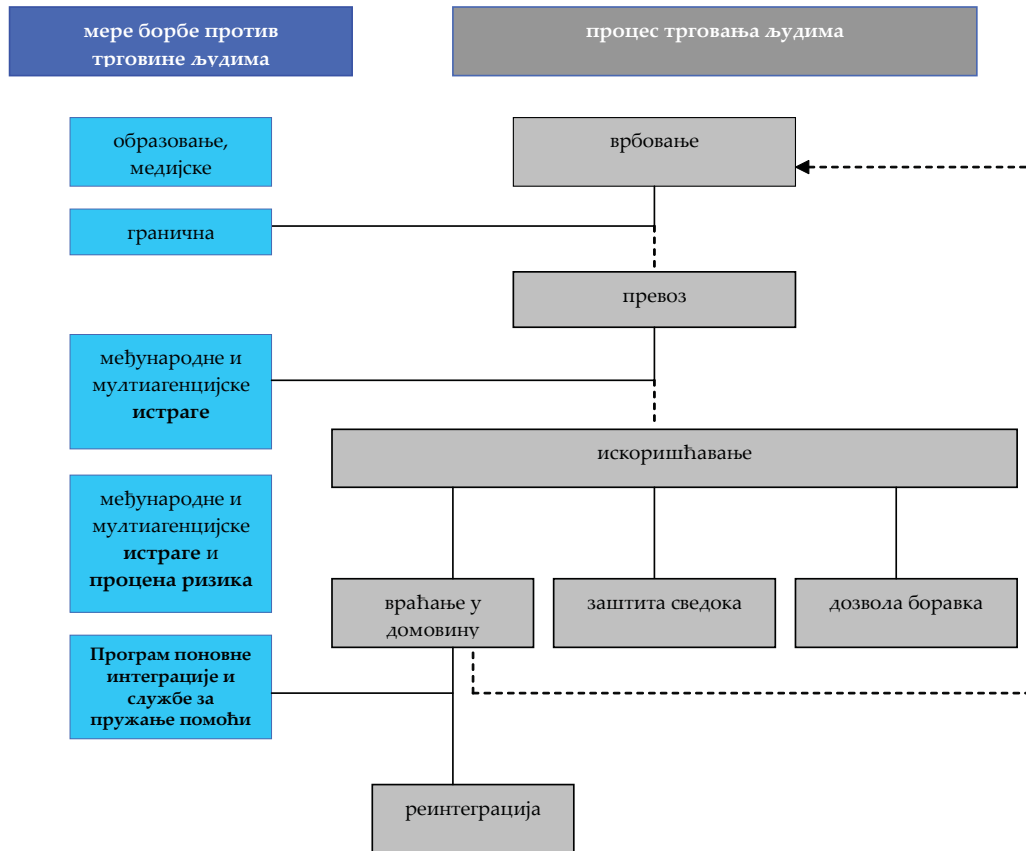 мере борбе против
трговине људима
процес трговања људима
образовање,
медијске
врбовање
гранична
превоз
међународне и
мултиагенцијске
истраге
искоришћавање
међународне и
мултиагенцијске
истраге и
процена ризика
враћање у
домовину
заштита сведока
дозвола боравка
Програм поновне
интеграције и
службе за
пружање помоћи
реинтеграција